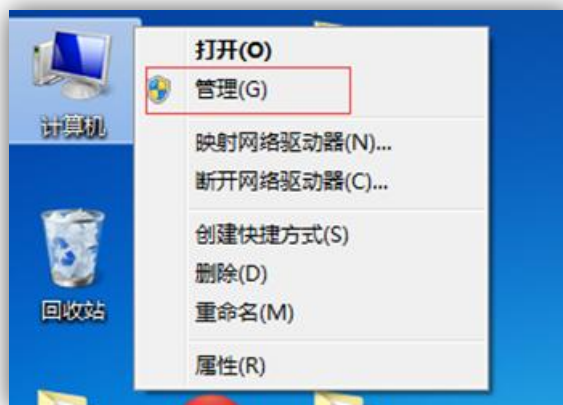 打开(O)
管理(G)
计算机
映射网络驱动器(N)...
断开网络驱动器(C)...
创建快捷方式(S)
删除(D)
回收站
重命名(M)
属性(R)